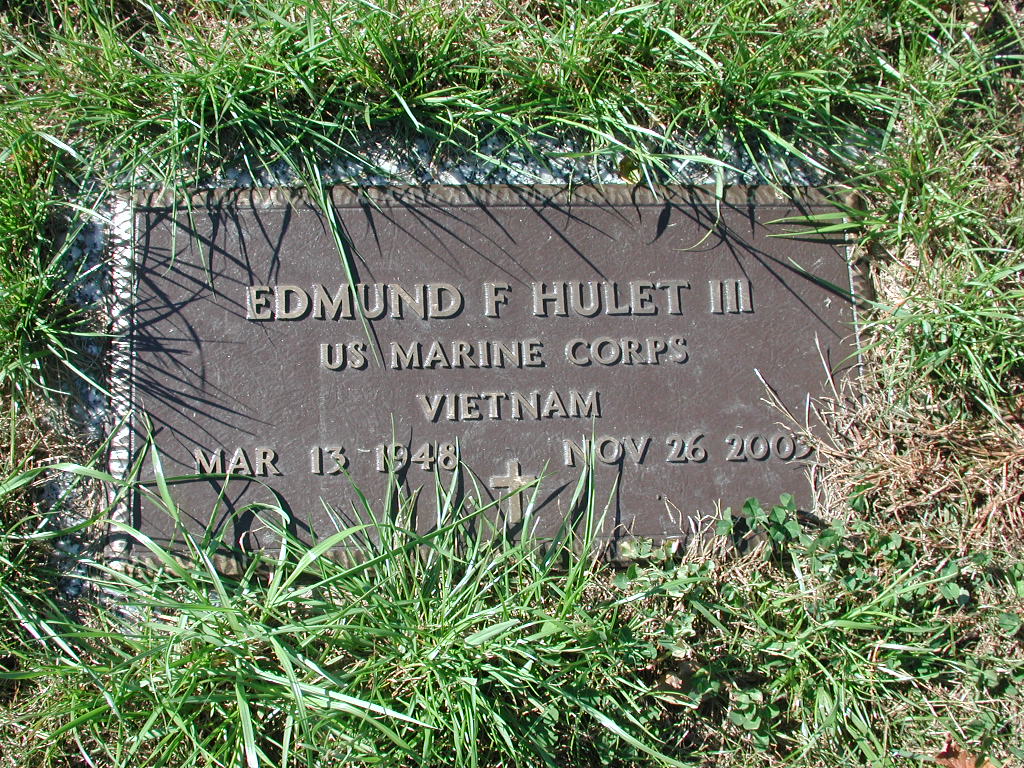 EDMUND F HULET III
US MARINE CORPS
VIETNAM
MAR 13 1948 NOV 26 2003